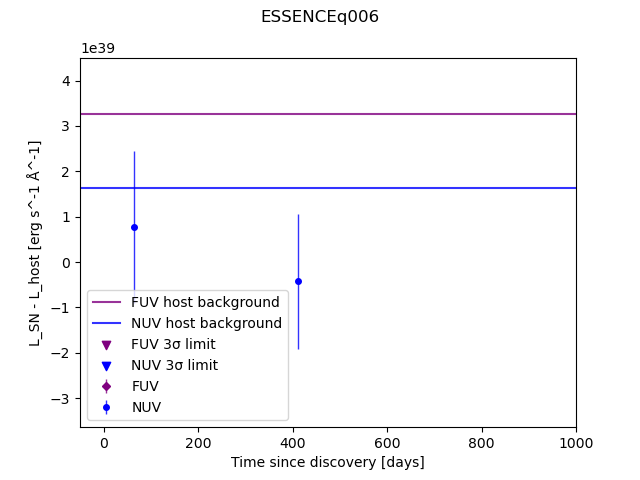 ESSENCEq006
1e39
4
3
2
1
0
−1
−2
−3
L_SN - L_host [erg s^-1 Å^-1]
FUV host background
NUV host background
FUV 3σ limit
NUV 3σ limit
FUV
NUV
0 200 400 600 800 1000
Time since discovery [days]